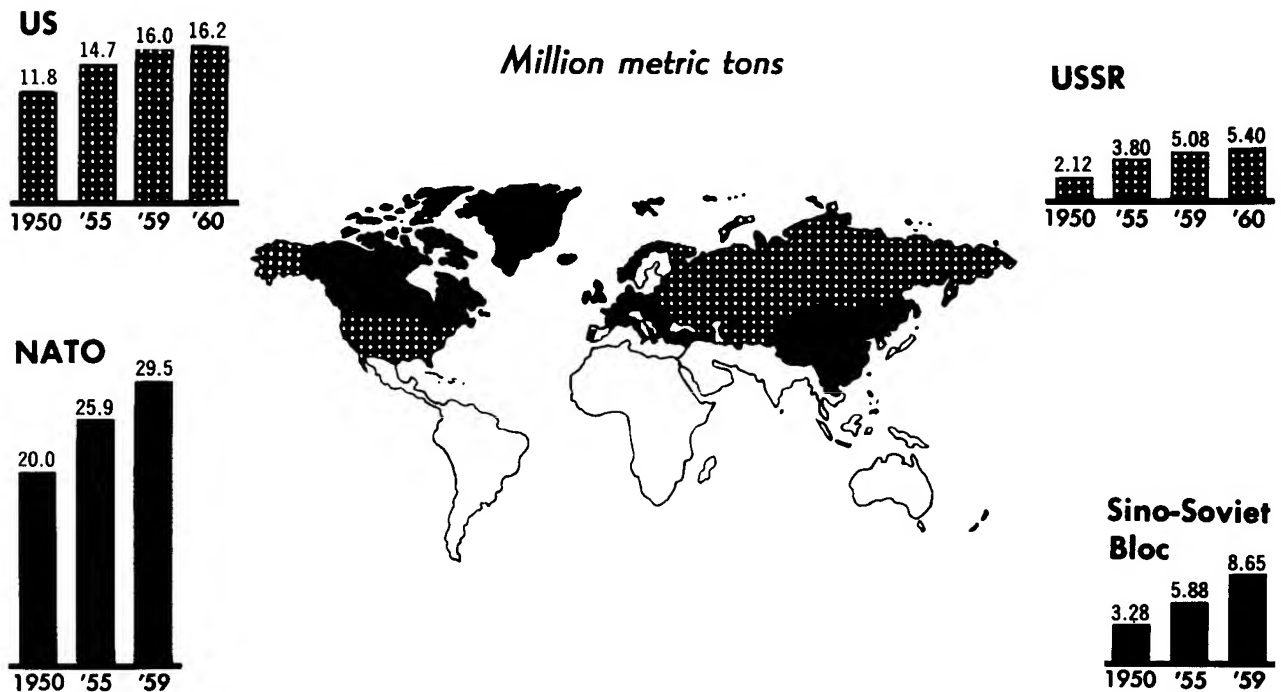 US
11.8 14.7 16.0 16.2
1950 '55 '59 '60
Million metric tons
USSR
2.12 3.80 5.08 5.40
1950 '55 '59 '60
NATO
20.0 25.9 29.5
1950 '55 '59
Sino-Soviet
Bloc
3.28 5.88 8.65
1950 '55 '59